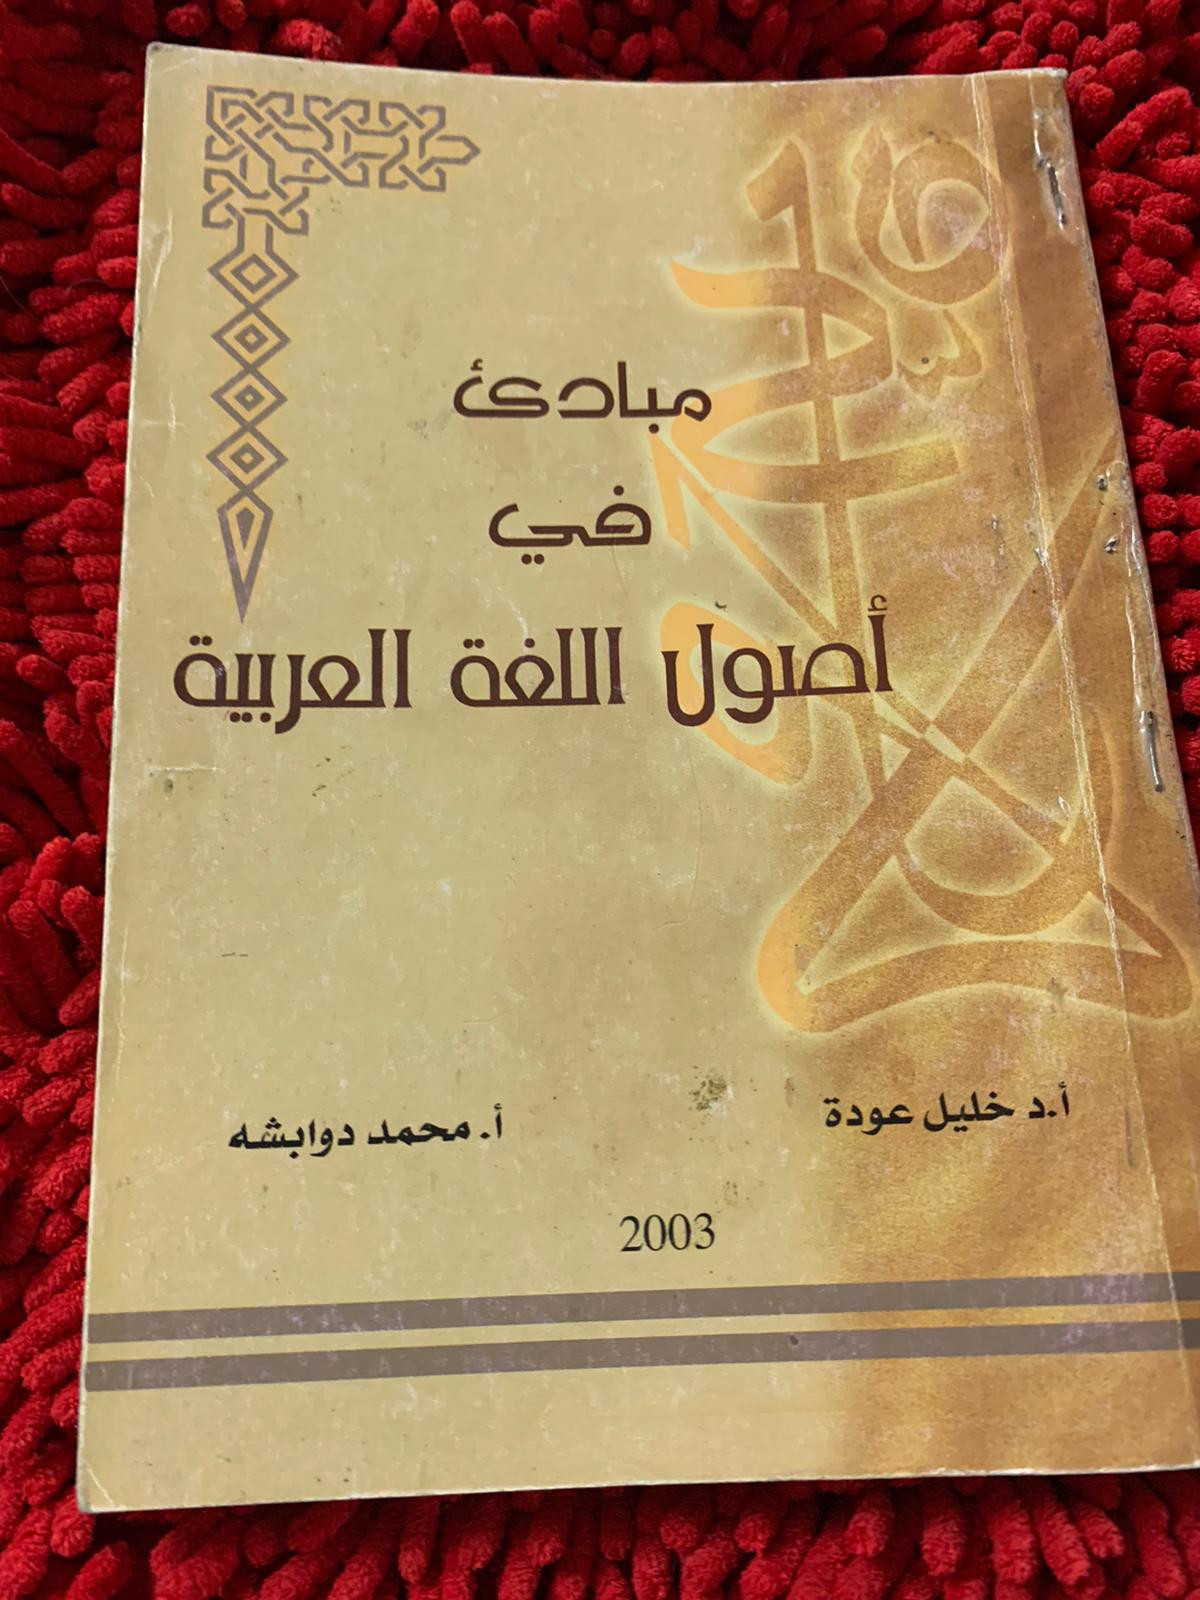 مبادئ
في
أصول اللغة العربية
أ.د خليل عودة
أ. محمد دوابشه
2003